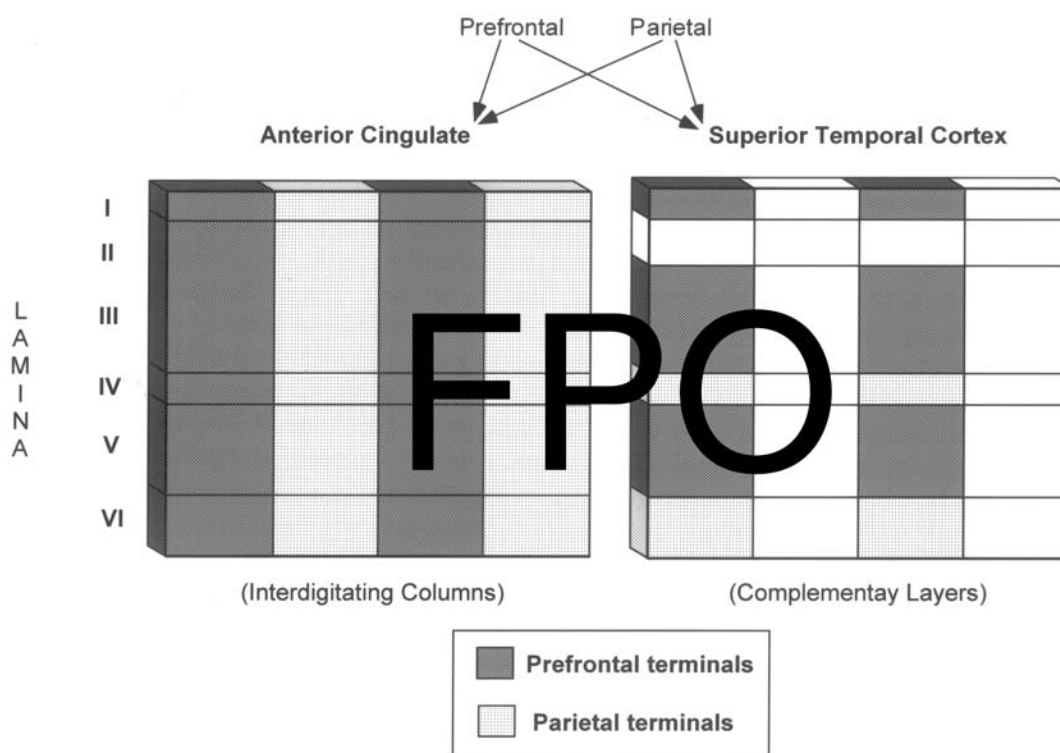 Prefrontal Parietal
Anterior Cingulate Superior Temporal Cortex
I
II
III
IV
V
VI
LAMINA
FPO
(Interdigitating Columns) (Complementay Layers)
Prefrontal terminals
Parietal terminals